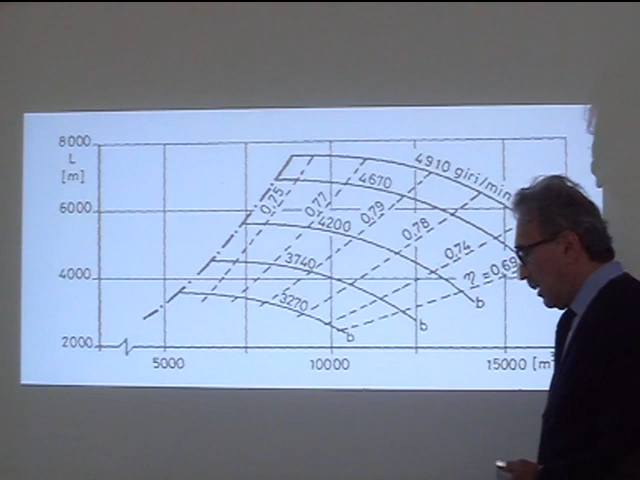 8000
L
[m]
6000
4000
2000
5000
10000
15000 [m
4910 giri/min
4670
4200
3740
3270
0,75
0,77
0,79
0,78
0,74
η = 0,69
b
b
b